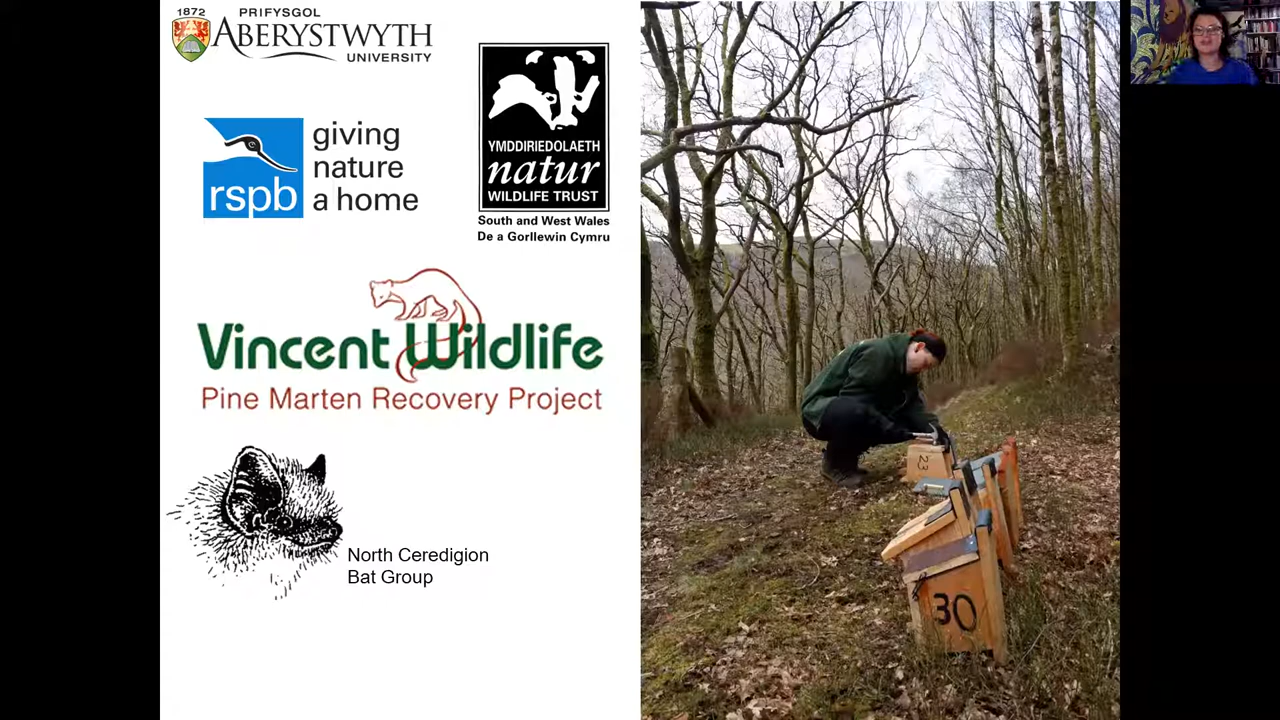 1872
PRIFYSGOL
ABERYSTWYTH
UNIVERSITY
rspb
giving
nature
a home
YMDDIRIEDOLAETH
natur
WILDLIFE TRUST
South and West Wales
De a Gorllewin Cymru
Vincent Wildlife
Pine Marten Recovery Project
North Ceredigion
Bat Group
23
30